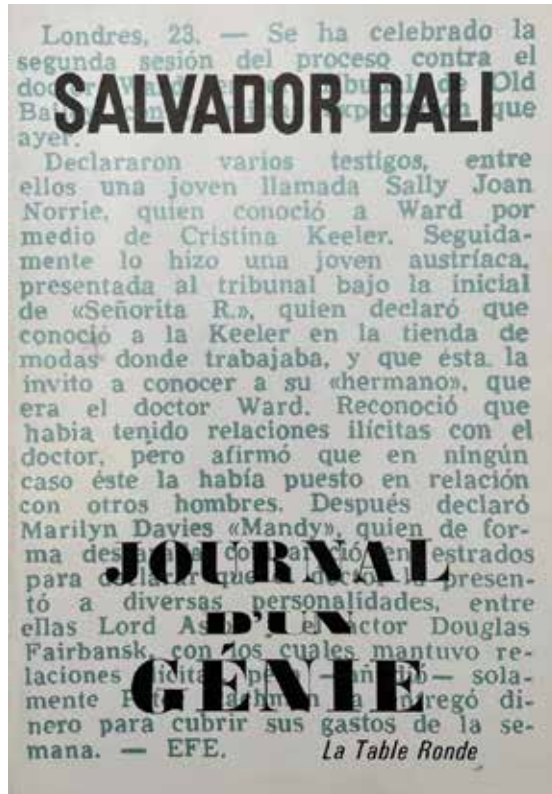 Londres, 23. — Se ha celebrado la
segunda sesión del proceso contra el
SALVADOR DALI
Old
que
ayer.
Declararon varios testigos, entre
ellos una joven llamada Sally Joan
Norrie, quien conoció a Ward por
medio de Cristina Keeler. Seguida-
mente lo hizo una joven austríaca,
presentada al tribunal bajo la inicial
de «Señorita R.», quien declaró que
conoció a la Keeler en la tienda de
modas donde trabajaba, y que ésta la
invito a conocer a su «hermano», que
era el doctor Ward. Reconoció que
habia tenido relaciones ilícitas con el
doctor, pero afirmó que en ningún
caso éste la había puesto en relación
con otros hombres. Después declaró
Marilyn Davies «Mandy», quien de for-
ma en estrados
JOURNAL
para presen-
tó a diversas personalidades, entre
D'UN
ellas Lord actor Douglas
Fairbansk, con los cuales mantuvo re-
laciones sola-
GÉNIE
mente entregó di-
nero para cubrir sus gastos de la se-
mana. — EFE.
La Table Ronde